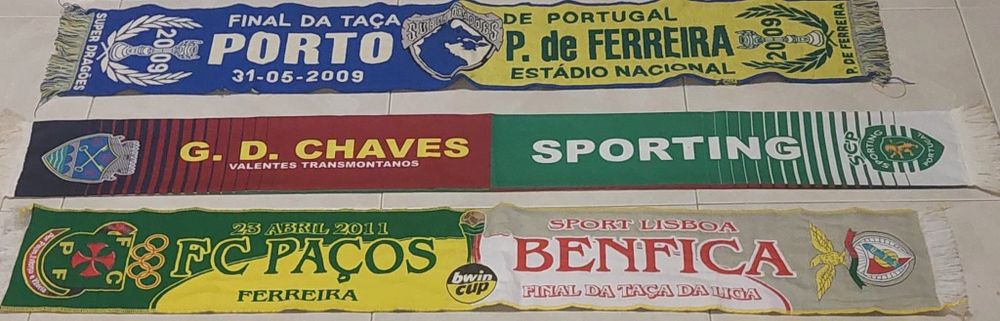 FINAL DA TAÇA
DE PORTUGAL
SUPER DRAGÕES
2009
PORTO
31-05-2009
P. de FERREIRA
ESTÁDIO NACIONAL
2009
P. DE FERREIRA
G. D. CHAVES
VALENTES TRANSMONTANOS
SPORTING
SCP
SPORTING
PORTUGAL
23 ABRIL 2011
FC PAÇOS
FERREIRA
F C
P F
bwin
cup
SPORT LISBOA
BENFICA
FINAL DA TAÇA DA LIGA